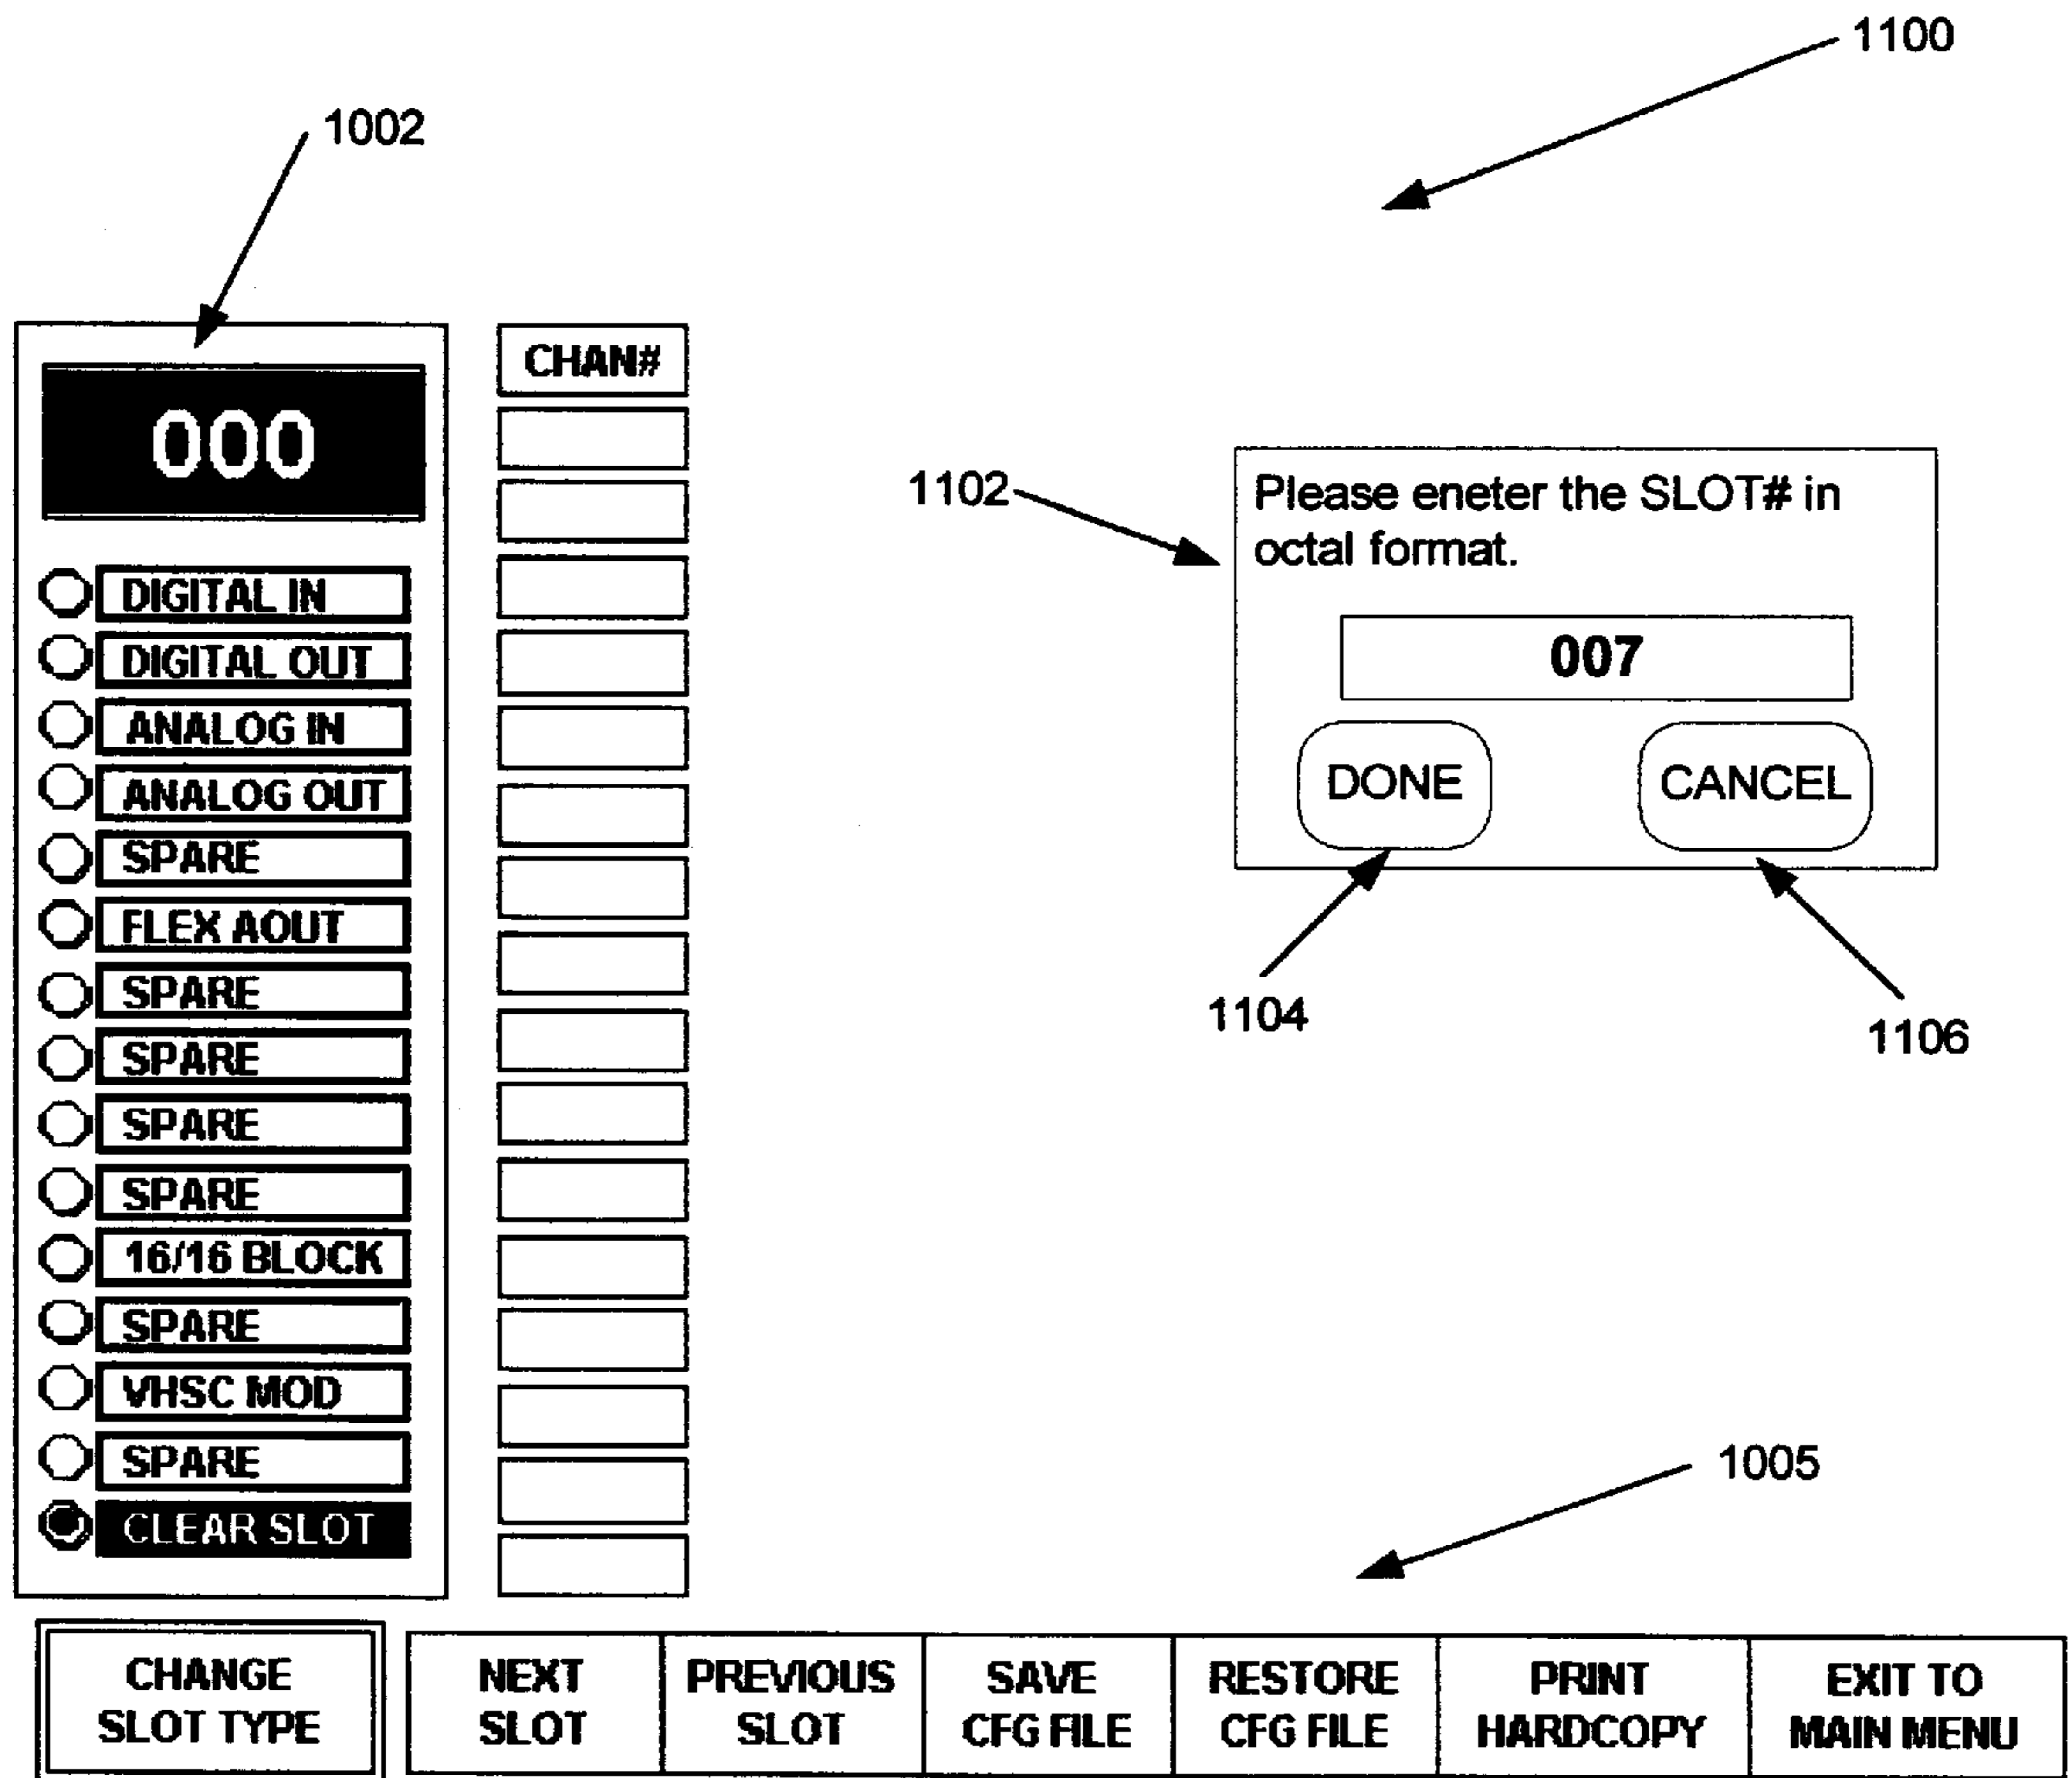 1100
1002
000
DIGITAL IN
DIGITAL OUT
ANALOG IN
ANALOG OUT
SPARE
FLEX AOUT
SPARE
SPARE
SPARE
SPARE
16/16 BLOCK
SPARE
VHSC MOD
SPARE
CLEAR SLOT
CHAN#
1102
Please eneter the SLOT# in
octal format.
007
DONE
CANCEL
1104
1106
1005
CHANGE
SLOT TYPE
NEXT
SLOT
PREVIOUS
SLOT
SAVE
CFG FILE
RESTORE
CFG FILE
PRINT
HARDCOPY
EXIT TO
MAIN MENU